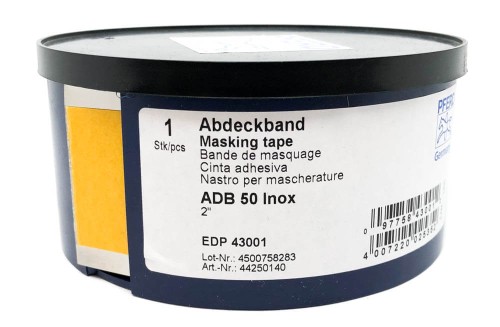 1
Stk/pcs
Abdeckband
Masking tape
Bande de masquage
Cinta adhesiva
Nastro per mascherature
ADB 50 Inox
2"
EDP 43001
Lot-Nr.: 4500758283
Art.-Nr.: 44250140